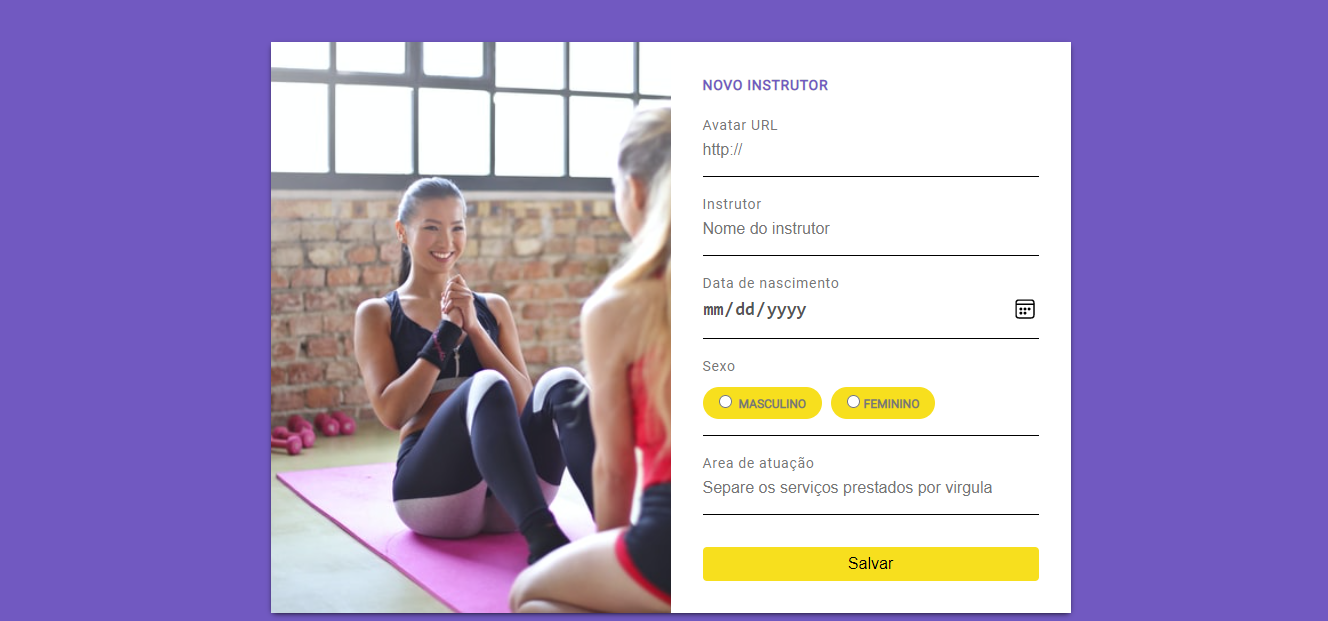 NOVO INSTRUTOR
Avatar URL
http://
Instrutor
Nome do instrutor
Data de nascimento
mm/dd/yyyy
Sexo
MASCULINO FEMININO
Area de atuação
Separe os serviços prestados por virgula
Salvar